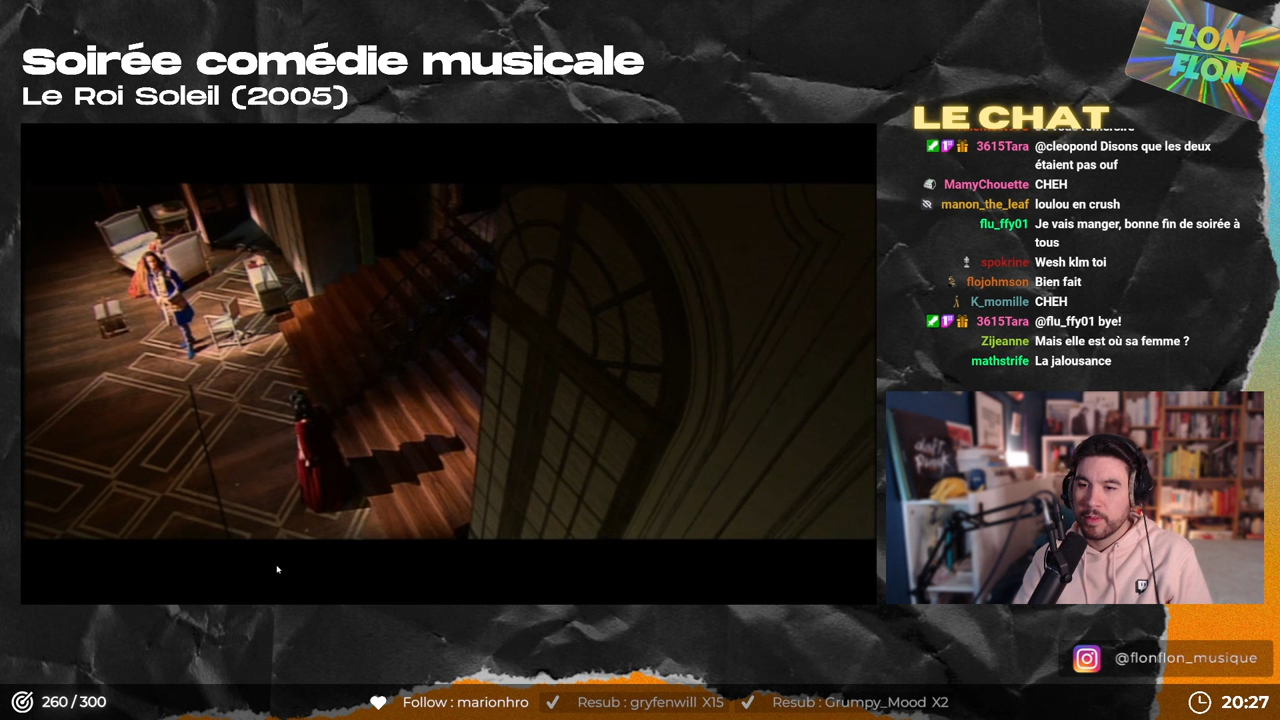 Soirée comédie musicale
Le Roi Soleil (2005)
FLON
FLON
LE CHAT
3615Tara @cleopond Disons que les deux
étaient pas ouf
MamyChouette CHEH
manon_the_leaf loulou en crush
flu_ffy01 Je vais manger, bonne fin de soirée à
tous
spokrine Wesh klm toi
flojohmson Bien fait
K_momille CHEH
3615Tara @flu_ffy01 bye!
Zijeanne Mais elle est où sa femme ?
mathstrife La jalousance
daft
punk
@flonflon_musique
260 / 300
Follow : marionhro
Resub : gryfenwill X15
Resub : Grumpy_Mood X2
20:27